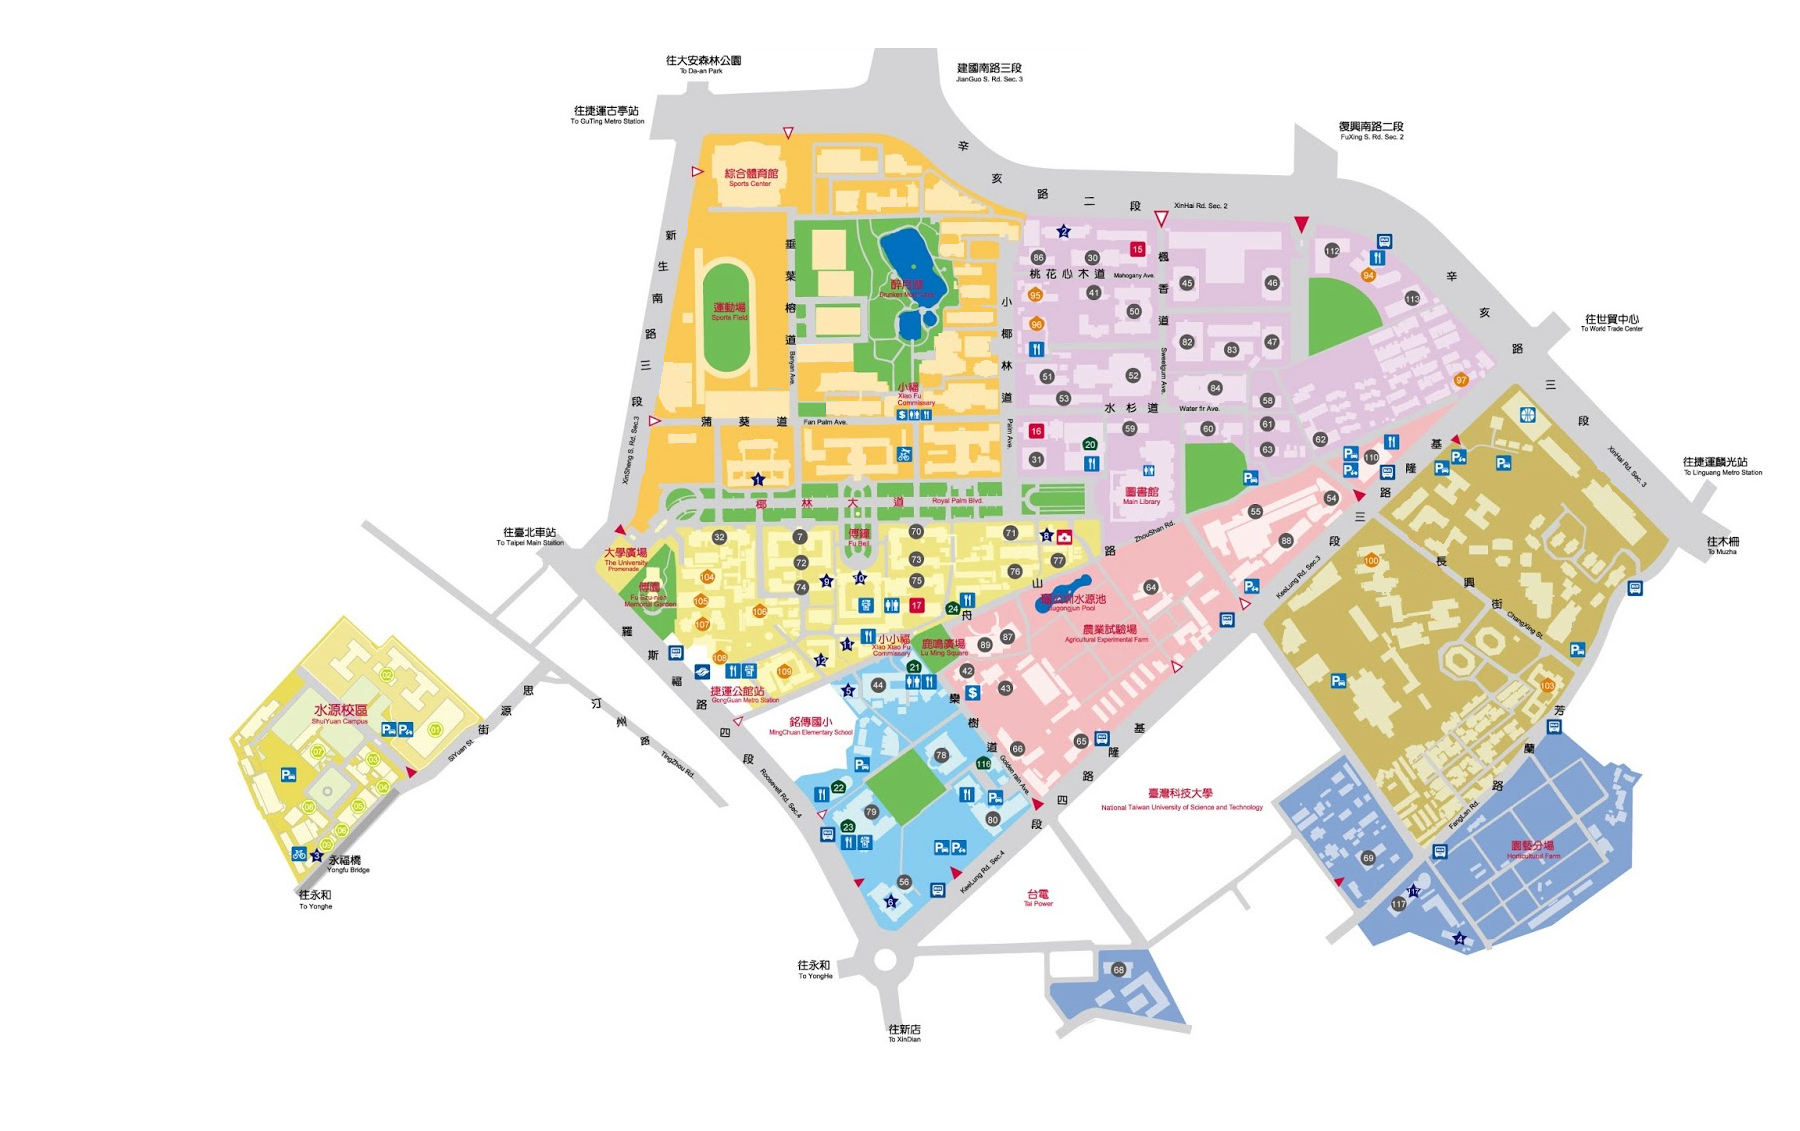 往大安森林公園
To Da-an Park
建國南路三段
JianGuo S. Rd. Sec. 3
往捷運古亭站
To GuTing Metro Station
復興南路二段
FuXing S. Rd. Sec. 2
辛亥路二段
XinHai Rd. Sec. 2
綜合體育館
Sports Center
新生南路三段
XinSheng S. Rd. Sec.3
垂葉榕道
Banyan Ave.
運動場
Sports Field
醉月湖
小椰林道
Palm Ave.
2
15
86
30
桃花心木道
Mahogany Ave.
楓香道
Sweetgum Ave.
112
94
95
41
50
45
46
113
96
82
83
47
51
52
53
84
58
97
辛亥路三段
XinHai Rd. Sec. 3
往世貿中心
To World Trade Center
小福
Xiao Fu
Commissary
水杉道
Water fir Ave.
蒲葵道
Fan Palm Ave.
16
20
59
60
61
62
63
31
110
往捷運麟光站
To Linguang Metro Station
圖書館
Main Library
1
椰林大道
Royal Palm Blvd.
54
55
88
往臺北車站
To Taipei Main Station
大學廣場
The University
Promenade
傅鐘
Fu Bell
32
7
70
71
8
77
72
73
76
74
75
9
10
17
24
104
105
106
107
108
109
傅園
Fu Szu-nien
Memorial Garden
舟山路
ZhouShan Rd.
基隆路三段
KeeLung Rd. Sec.3
往木柵
To Muzha
100
長興街
ChangXing St.
103
瑠公圳水源池
Liugongjun Pool
64
農業試驗場
Agricultural Experimental Farm
小小福
Xiao Xiao Fu
Commissary
鹿鳴廣場
Lu Ming Square
11
12
89
87
21
42
43
44
5
捷運公館站
GongGuan Metro Station
銘傳國小
MingChuan Elementary School
羅斯福路四段
Roosevelt Rd. Sec.4
欒樹道
Golden rain Ave.
66
65
78
116
22
79
23
80
56
6
基隆路四段
KeeLung Rd. Sec.4
思源街
SiYuan St.
汀州路
TingZhou Rd.
水源校區
ShuiYuan Campus
02
01
07
03
04
08
05
06
09
3
永福橋
Yongfu Bridge
往永和
To Yonghe
臺灣科技大學
National Taiwan University of Science and Technology
台電
Tai Power
芳蘭路
FangLan Rd.
園藝分場
Horticultural Farm
69
117
4
68
往永和
To YongHe
往新店
To XinDian